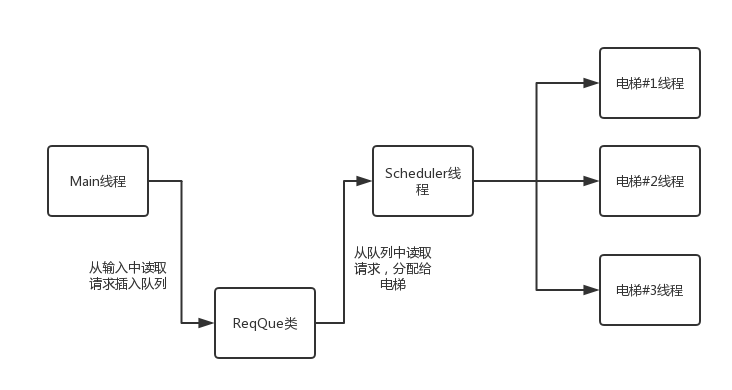 Main线程
从输入中读取
请求插入队列
ReqQue类
从队列中读取
请求，分配给
电梯
Scheduler线
程
电梯#1线程
电梯#2线程
电梯#3线程